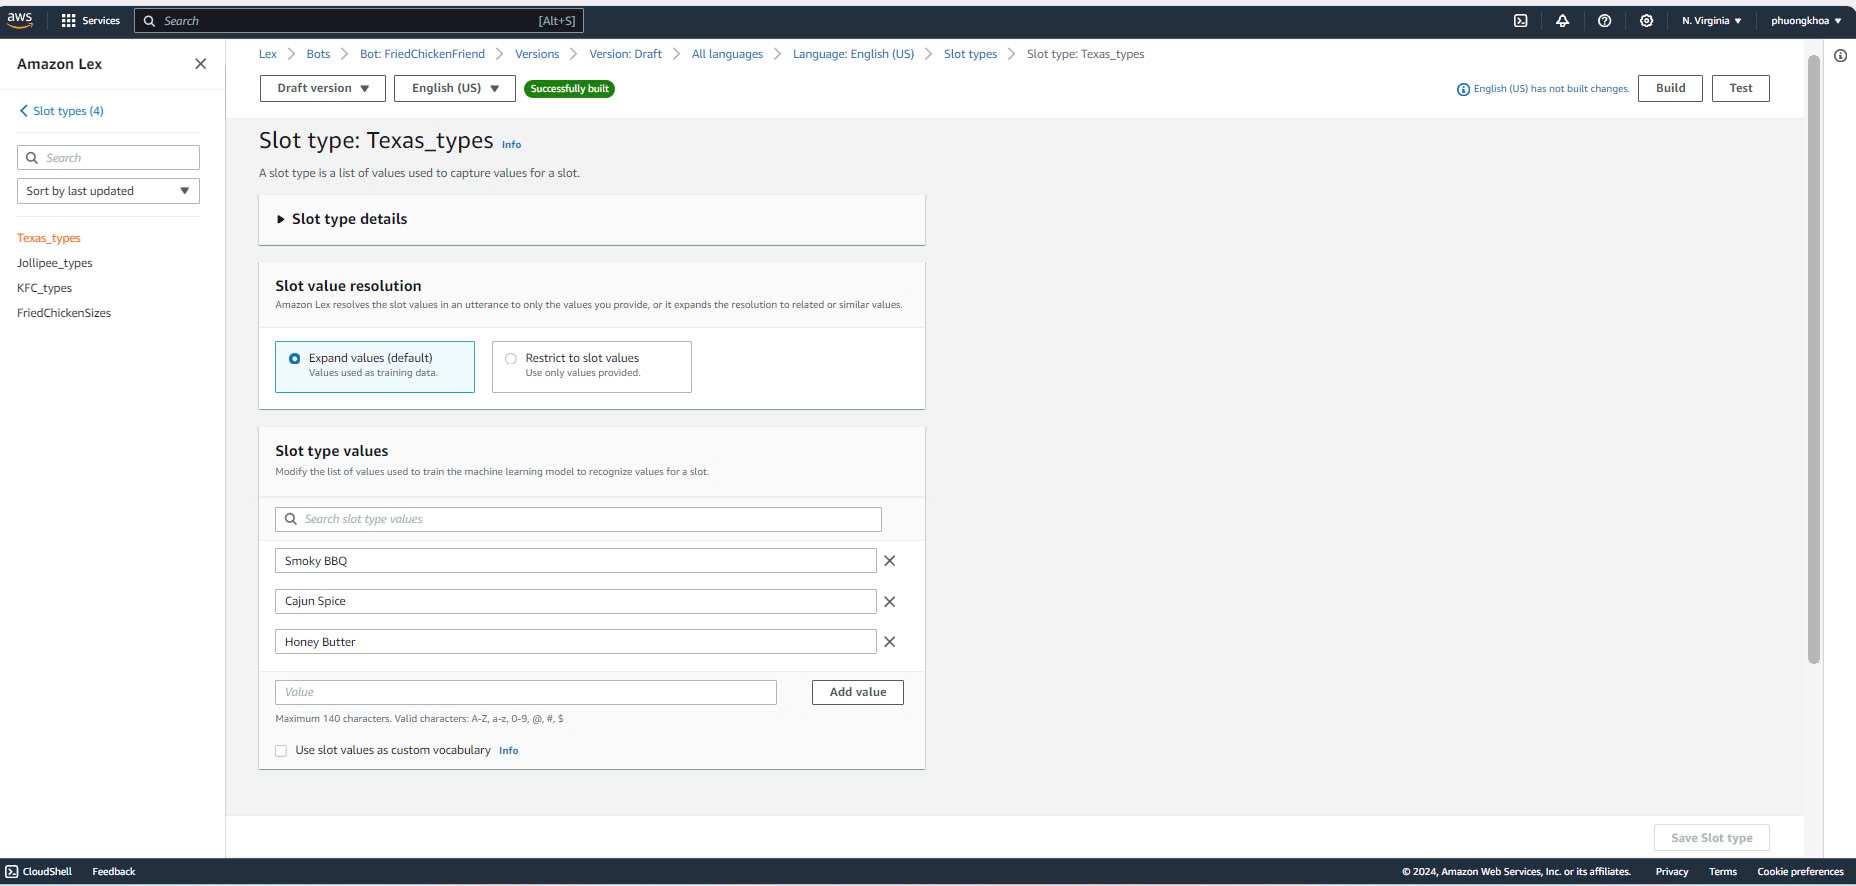 aws
Services
Search
[Alt+S]
N. Virginia
phuongkhoa
Amazon Lex
Slot types (4)
Search
Sort by last updated
Texas_types
Jollipee_types
KFC_types
FriedChickenSizes
Lex
Bots
Bot: FriedChickenFriend
Versions
Version: Draft
All languages
Language: English (US)
Slot types
Slot type: Texas_types
Draft version
English (US)
Successfully built
English (US) has not built changes.
Build
Test
Slot type: Texas_types Info
A slot type is a list of values used to capture values for a slot.
Slot type details
Slot value resolution
Amazon Lex resolves the slot values in an utterance to only the values you provide, or it expands the resolution to related or similar values.
Expand values (default)
Values used as training data.
Restrict to slot values
Use only values provided.
Slot type values
Modify the list of values used to train the machine learning model to recognize values for a slot.
Search slot type values
Smoky BBQ
Cajun Spice
Honey Butter
Value
Add value
Maximum 140 characters. Valid characters: A-Z, a-z, 0-9, @, #, $
Use slot values as custom vocabulary Info
Save Slot type
CloudShell
Feedback
© 2024, Amazon Web Services, Inc. or its affiliates.
Privacy
Terms
Cookie preferences